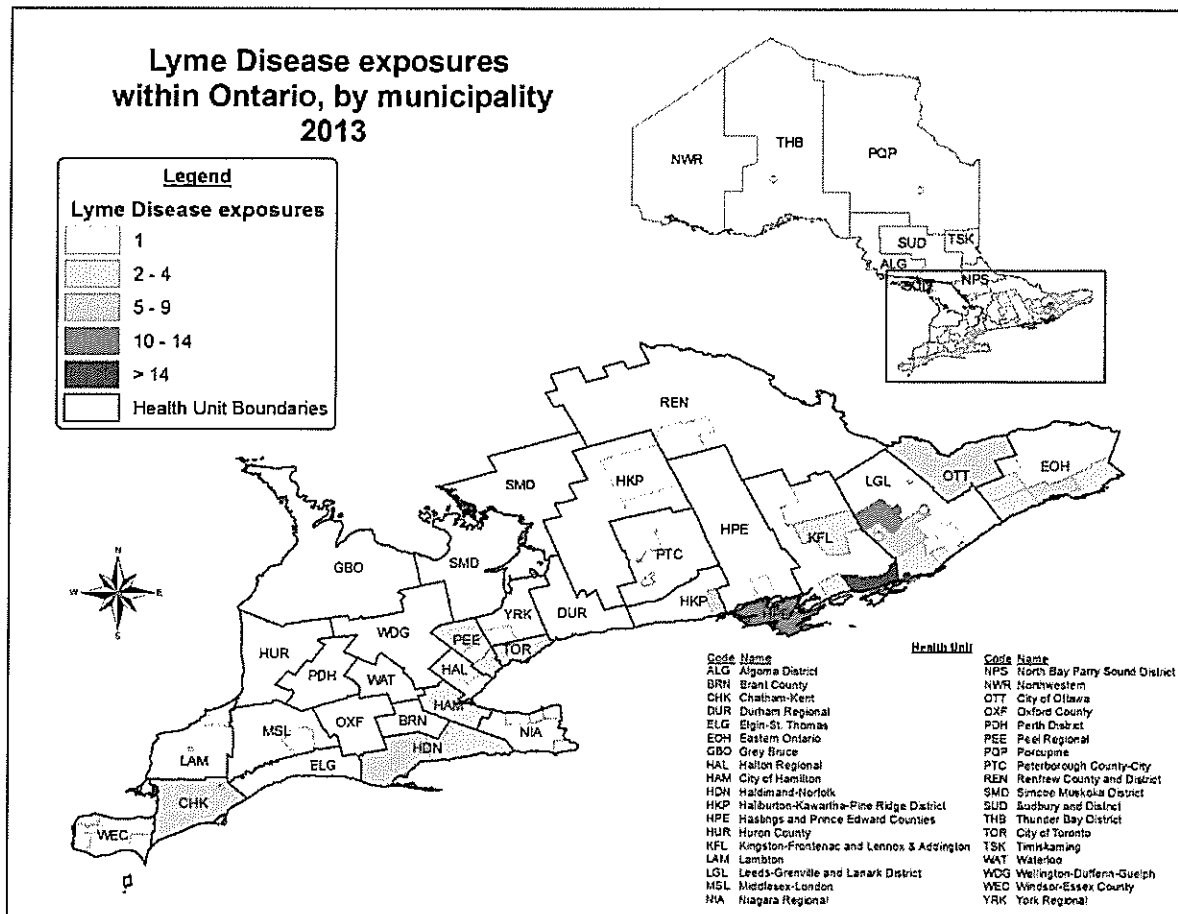 Lyme Disease exposures
within Ontario, by municipality
2013
Legend
Lyme Disease exposures
1
2 - 4
5 - 9
10 - 14
> 14
Health Unit Boundaries
NWR
THB
PQP
SUD
TSK
ALG
NPS
REN
SMD
HKP
LGL
OTT
EOH
HPE
KFL
PTC
GBO
SMD
YRK
DUR
HKP
WDG
PEE
TOR
HUR
PDH
WAT
HAL
HAM
MSL
OXF
BRN
NIA
LAM
ELG
HDN
CHK
WEC
N
W
E
S
Health Unit
Code Name
ALG Algoma District
BRN Brant County
CHK Chatham-Kent
DUR Durham Regional
ELG Elgin-St. Thomas
EOH Eastern Ontario
GBO Grey Bruce
HAL Halton Regional
HAM City of Hamilton
HDN Haldimand-Norfolk
HKP Haliburton-Kawartha-Pine Ridge District
HPE Hastings and Prince Edward Counties
HUR Huron County
KFL Kingston-Frontenac and Lennox & Addington
LAM Lambton
LGL Leeds-Grenville and Lanark District
MSL Middlesex-London
NIA Niagara Regional
Code Name
NPS North Bay Parry Sound District
NWR Northwestern
OTT City of Ottawa
OXF Oxford County
PDH Perth District
PEE Peel Regional
PQP Porcupine
PTC Peterborough County-City
REN Renfrew County and District
SMD Simcoe Muskoka District
SUD Sudbury and District
THB Thunder Bay District
TOR City of Toronto
TSK Timiskaming
WAT Waterloo
WDG Wellington-Dufferin-Guelph
WEC Windsor-Essex County
YRK York Regional